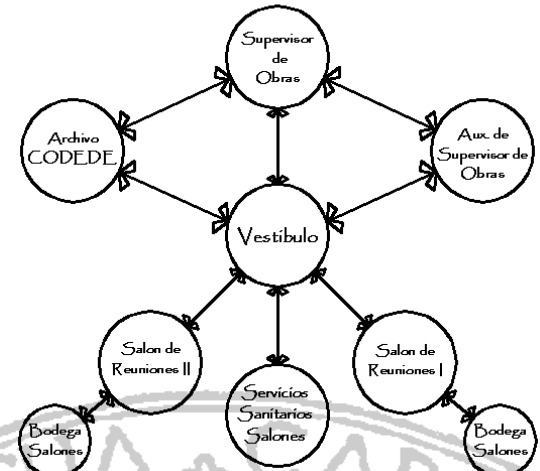 Supervisor
de
Obras
Archivo
CODEDE
Aux. de
Supervisor de
Obras
Vestíbulo
Salon de
Reuniones II
Salon de
Reuniones I
Servicios
Sanitarios
Salones
Bodega
Salones
Bodega
Salones